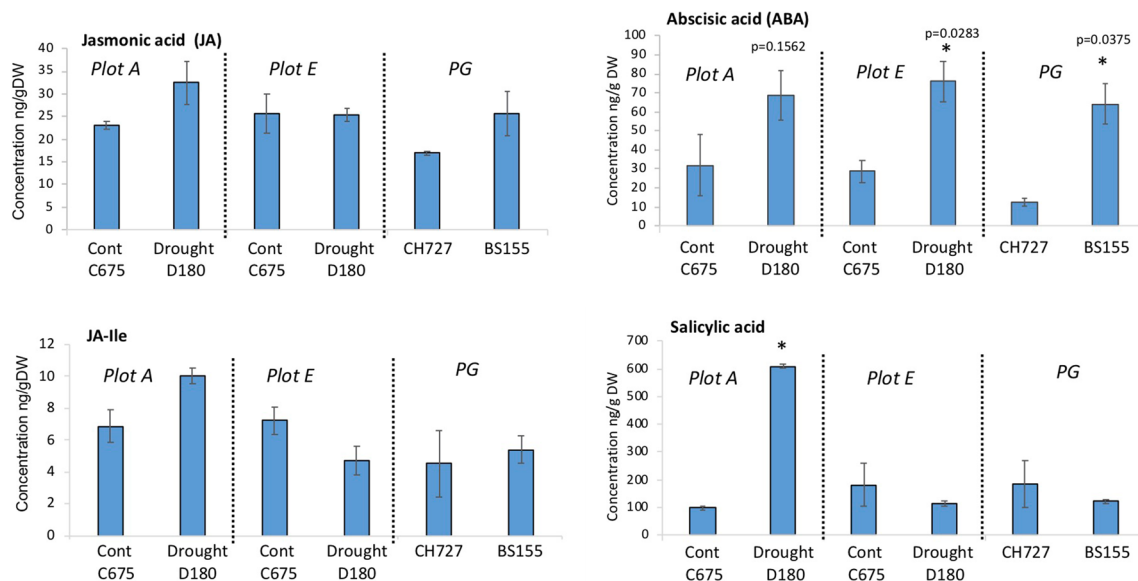 Jasmonic acid (JA)
Concentration ng/gDW
40
35
30
25
20
15
10
5
0
Plot A
Plot E
PG
Cont
C675
Drought
D180
Cont
C675
Drought
D180
CH727
BS155
Abscisic acid (ABA)
Concentration ng/g DW
100
90
80
70
60
50
40
30
20
10
0
p=0.1562
p=0.0283
p=0.0375
Plot A
Plot E
*
PG
*
Cont
C675
Drought
D180
Cont
C675
Drought
D180
CH727
BS155
JA-Ile
Concentration ng/gDW
12
10
8
6
4
2
0
Plot A
Plot E
PG
Cont
C675
Drought
D180
Cont
C675
Drought
D180
CH727
BS155
Salicylic acid
Concentration ng/g DW
700
600
500
400
300
200
100
0
*
Plot A
Plot E
PG
Cont
C675
Drought
D180
Cont
C675
Drought
D180
CH727
BS155